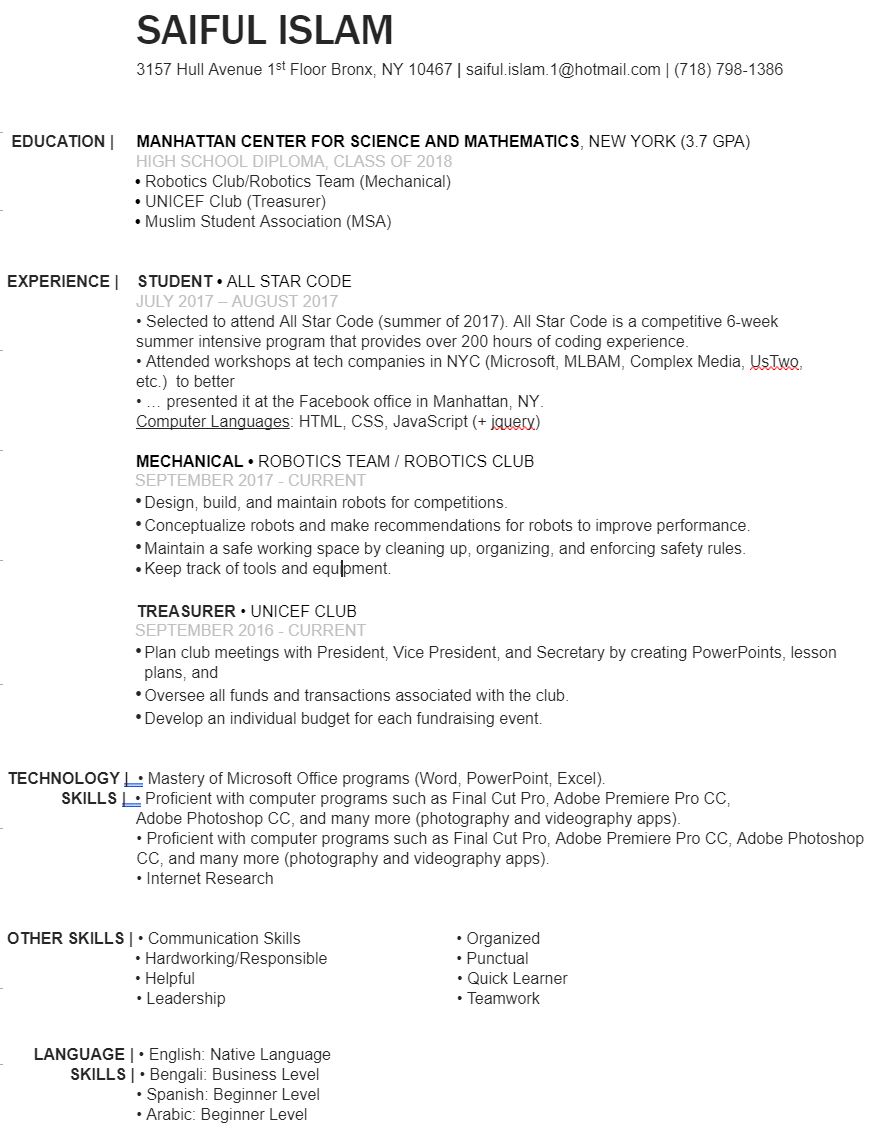 SAIFUL ISLAM
3157 Hull Avenue 1st Floor Bronx, NY 10467 | saiful.islam.1@hotmail.com | (718) 798-1386
EDUCATION | MANHATTAN CENTER FOR SCIENCE AND MATHEMATICS, NEW YORK (3.7 GPA)
HIGH SCHOOL DIPLOMA, CLASS OF 2018
• Robotics Club/Robotics Team (Mechanical)
• UNICEF Club (Treasurer)
• Muslim Student Association (MSA)
EXPERIENCE | STUDENT • ALL STAR CODE
JULY 2017 – AUGUST 2017
• Selected to attend All Star Code (summer of 2017). All Star Code is a competitive 6-week
summer intensive program that provides over 200 hours of coding experience.
• Attended workshops at tech companies in NYC (Microsoft, MLBAM, Complex Media, UsTwo,
etc.) to better
• … presented it at the Facebook office in Manhattan, NY.
Computer Languages: HTML, CSS, JavaScript (+ jquery)
MECHANICAL • ROBOTICS TEAM / ROBOTICS CLUB
SEPTEMBER 2017 - CURRENT
• Design, build, and maintain robots for competitions.
• Conceptualize robots and make recommendations for robots to improve performance.
• Maintain a safe working space by cleaning up, organizing, and enforcing safety rules.
• Keep track of tools and equipment.
TREASURER • UNICEF CLUB
SEPTEMBER 2016 - CURRENT
• Plan club meetings with President, Vice President, and Secretary by creating PowerPoints, lesson
plans, and
• Oversee all funds and transactions associated with the club.
• Develop an individual budget for each fundraising event.
TECHNOLOGY | • Mastery of Microsoft Office programs (Word, PowerPoint, Excel).
SKILLS | • Proficient with computer programs such as Final Cut Pro, Adobe Premiere Pro CC,
Adobe Photoshop CC, and many more (photography and videography apps).
• Proficient with computer programs such as Final Cut Pro, Adobe Premiere Pro CC, Adobe Photoshop
CC, and many more (photography and videography apps).
• Internet Research
OTHER SKILLS | • Communication Skills • Organized
• Hardworking/Responsible • Punctual
• Helpful • Quick Learner
• Leadership • Teamwork
LANGUAGE | • English: Native Language
SKILLS | • Bengali: Business Level
• Spanish: Beginner Level
• Arabic: Beginner Level